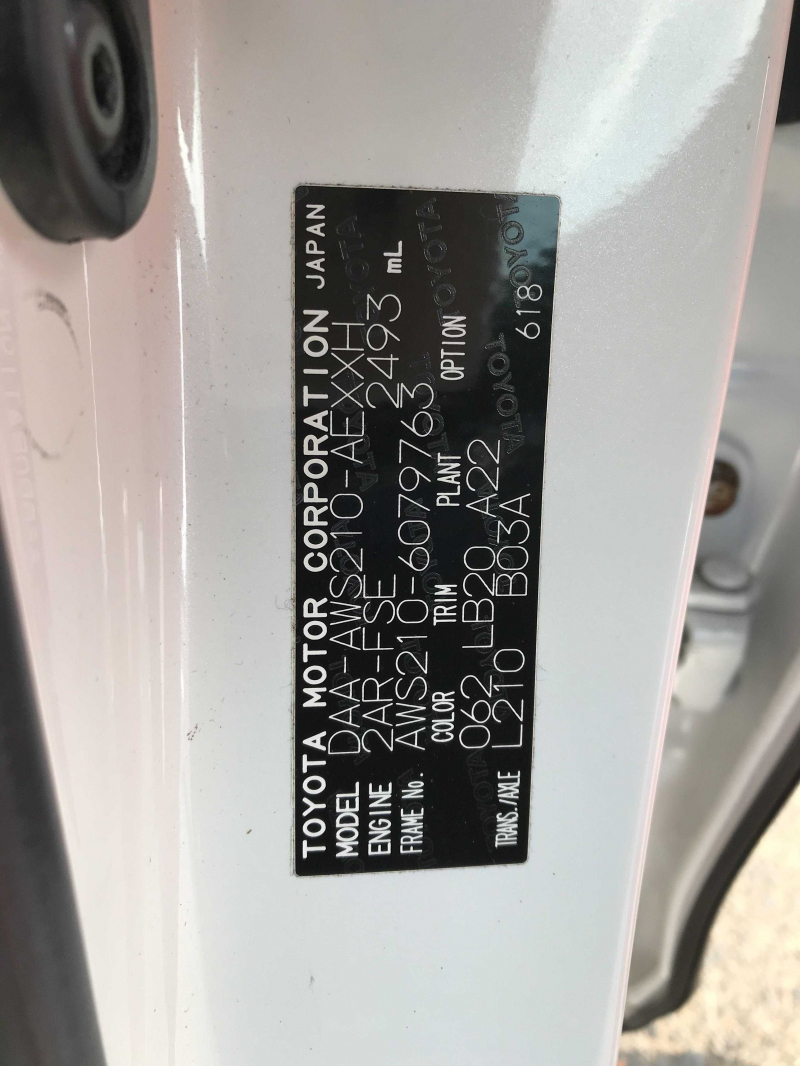 TOYOTA MOTOR CORPORATION JAPAN
MODEL DAA-AWS210-AEXXH
ENGINE 2AR-FSE 2493 mL
FRAME No. AWS210-6079763
COLOR TRIM PLANT OPTION
062 LB20 A22
TRANS./AXLE L210 B03A 618